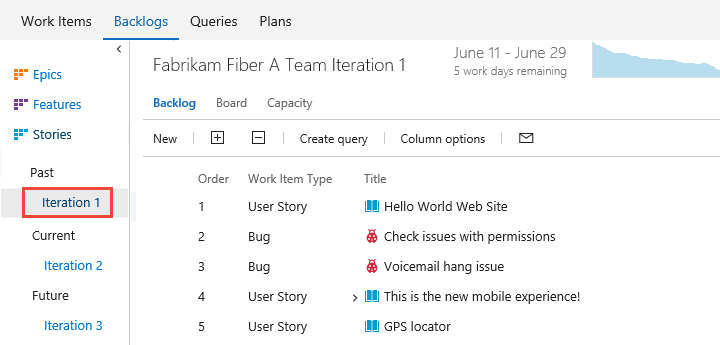 Work Items Backlogs Queries Plans
Epics
Features
Stories
Past
Iteration 1
Current
Iteration 2
Future
Iteration 3
Fabrikam Fiber A Team Iteration 1
June 11 - June 29
5 work days remaining
Backlog Board Capacity
New Create query Column options
Order Work Item Type Title
1 User Story Hello World Web Site
2 Bug Check issues with permissions
3 Bug Voicemail hang issue
4 User Story This is the new mobile experience!
5 User Story GPS locator